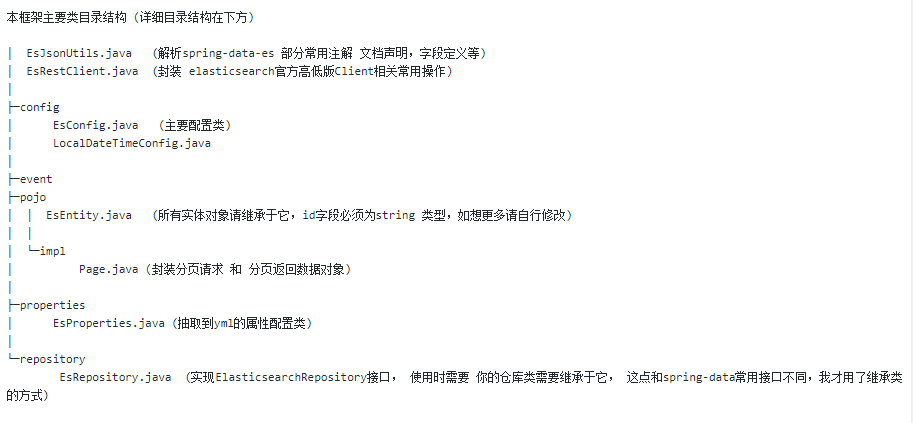 本框架主要类目录结构（详细目录结构在下方）
│  EsJsonUtils.java  （解析spring-data-es 部分常用注解 文档声明，字段定义等）
│  EsRestClient.java （封装 elasticsearch官方高低版Client相关常用操作）
│
├─config
│      EsConfig.java  （主要配置类）
│      LocalDateTimeConfig.java
│
├─event
├─pojo
│  │  EsEntity.java  （所有实体对象请继承于它，id字段必须为string 类型，如想更多请自行修改）
│  │
│  └─impl
│          Page.java（封装分页请求 和 分页返回数据对象）
│
├─properties
│      EsProperties.java（抽取到yml的属性配置类）
│
└─repository
        EsRepository.java （实现ElasticsearchRepository接口， 使用时需要 你的仓库类需要继承于它， 这点和spring-data常用接口不同，我才用了继承类
的方式）